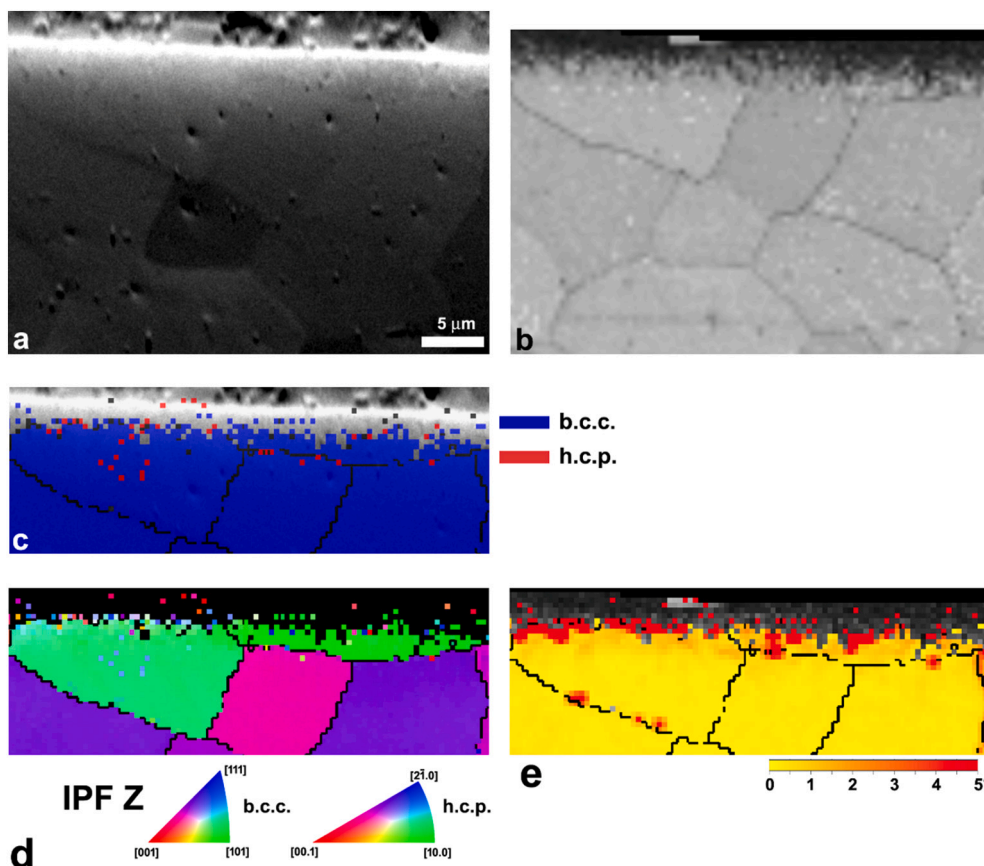 a
5 μm
b
c
b.c.c.
h.c.p.
d
IPF Z
[111]
b.c.c.
[001]
[101]
[2̄1.0]
h.c.p.
[00.1]
[10.0]
e
0 1 2 3 4 5°